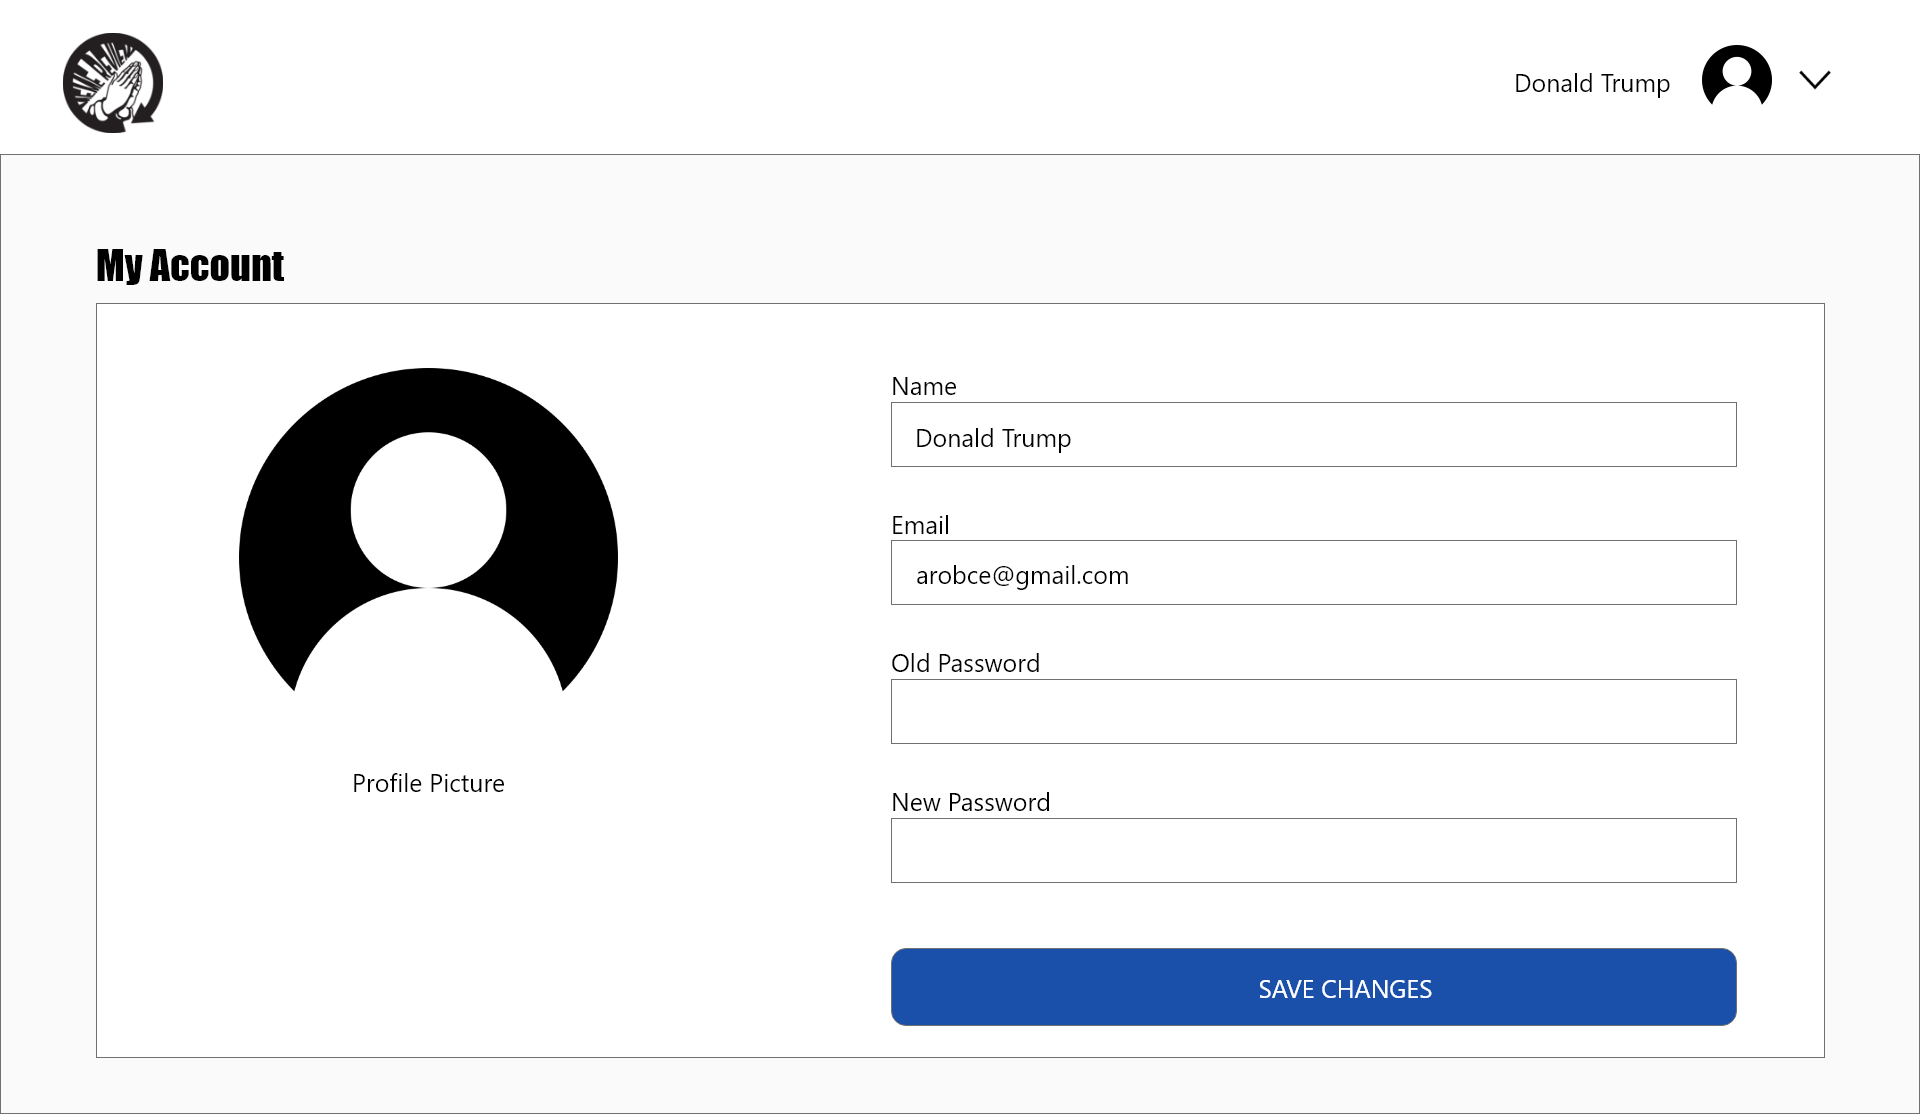 Donald Trump
My Account
Name
Donald Trump
Email
arobce@gmail.com
Old Password
New Password
Profile Picture
SAVE CHANGES